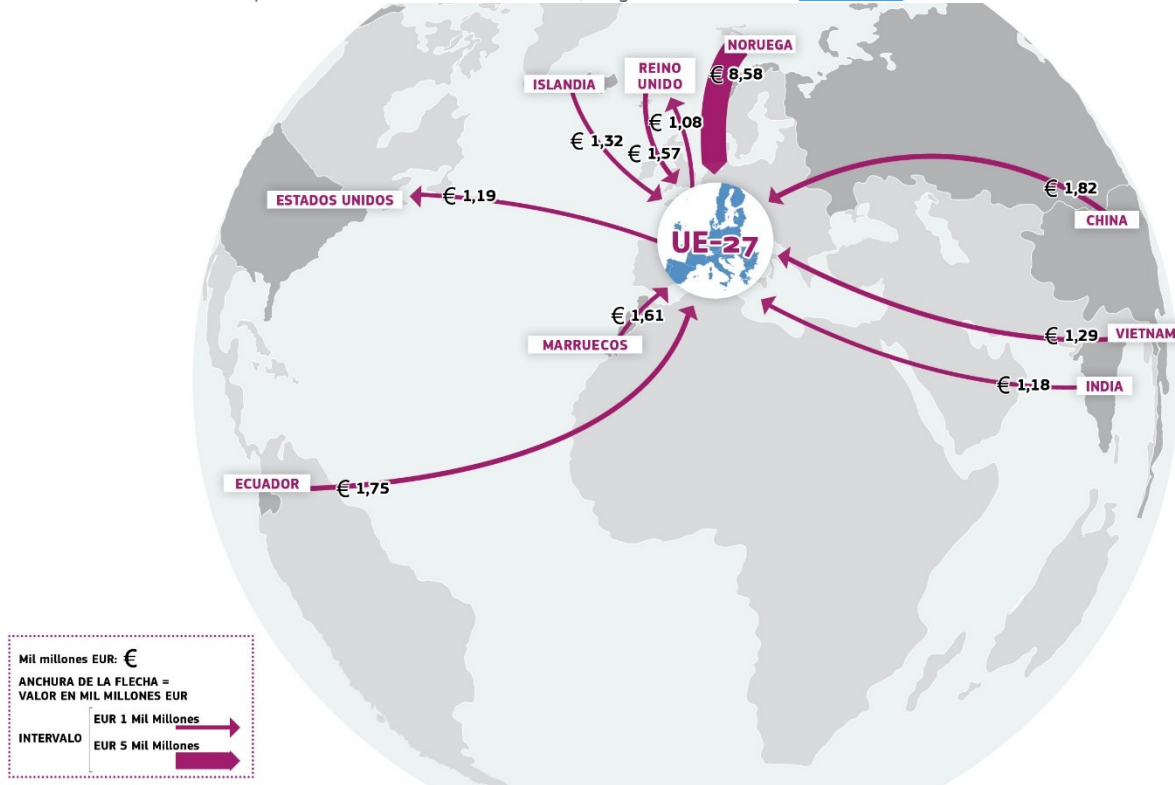 NORUEGA
€ 8,58
REINO
UNIDO
ISLANDIA
€ 1,08
€ 1,32
€ 1,57
€ 1,82
ESTADOS UNIDOS
€ 1,19
CHINA
UE-27
€ 1,61
MARRUECOS
€ 1,29
VIETNAM
€ 1,18
INDIA
ECUADOR
€ 1,75
Mil millones EUR: €
ANCHURA DE LA FLECHA =
VALOR EN MIL MILLONES EUR
INTERVALO
EUR 1 Mil Millones
EUR 5 Mil Millones